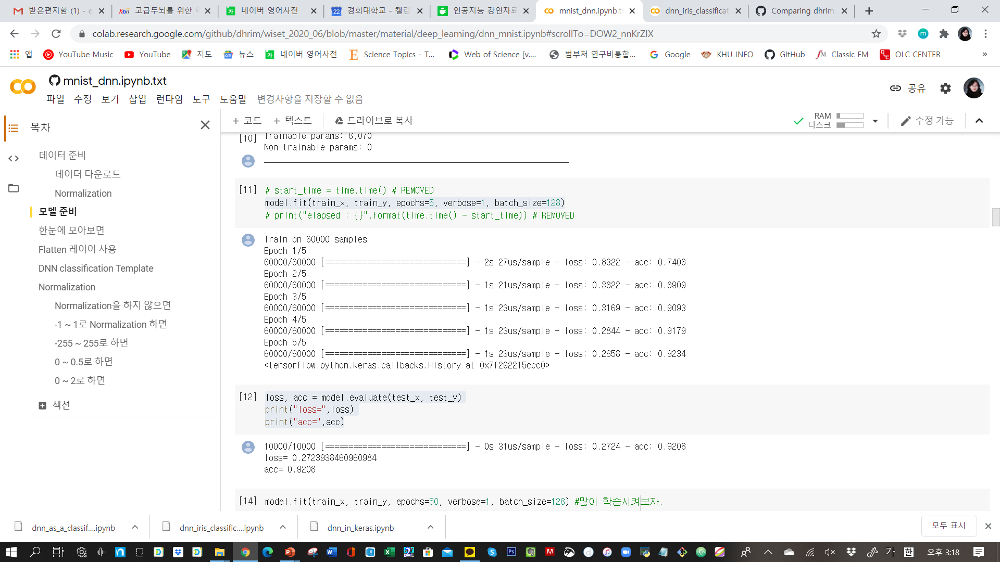 받은편지함 (1) - e
고급두뇌를 위한
네이버 영어사전
경희대학교 - 캘린
인공지능 강연자료
mnist_dnn.ipynb.t
dnn_iris_classificat
Comparing dhrim:
colab.research.google.com/github/dhrim/wiset_2020_06/blob/master/material/deep_learning/dnn_mnist.ipynb#scrollTo=DOW2_nnKrZIX
앱 YouTube Music YouTube 지도 뉴스 네이버 영어사전 Science Topics - T... Web of Science [v.... 범부처 연구비통합... Google KHU INFO GitHub Classic FM OLC CENTER »
mnist_dnn.ipynb.txt
파일 수정 보기 삽입 런타임 도구 도움말 변경사항을 저장할 수 없음
공유
목차
+ 코드 + 텍스트 드라이브로 복사
RAM
디스크
수정 가능
데이터 준비
데이터 다운로드
Normalization
모델 준비
한눈에 모아보면
Flatten 레이어 사용
DNN classification Template
Normalization
Normalization을 하지 않으면
-1 ~ 1로 Normalization 하면
-255 ~ 255로 하면
0 ~ 0.5로 하면
0 ~ 2로 하면
섹션
[10] Trainable params: 8,070
Non-trainable params: 0
[11] # start_time = time.time() # REMOVED
model.fit(train_x, train_y, epochs=5, verbose=1, batch_size=128)
# print("elapsed : {}".format(time.time() - start_time)) # REMOVED
Train on 60000 samples
Epoch 1/5
60000/60000 [==============================] - 2s 27us/sample - loss: 0.8322 - acc: 0.7408
Epoch 2/5
60000/60000 [==============================] - 1s 21us/sample - loss: 0.3822 - acc: 0.8909
Epoch 3/5
60000/60000 [==============================] - 1s 23us/sample - loss: 0.3169 - acc: 0.9093
Epoch 4/5
60000/60000 [==============================] - 1s 23us/sample - loss: 0.2844 - acc: 0.9179
Epoch 5/5
60000/60000 [==============================] - 1s 23us/sample - loss: 0.2658 - acc: 0.9234
<tensorflow.python.keras.callbacks.History at 0x7f292215ccc0>
[12] loss, acc = model.evaluate(test_x, test_y)
print("loss=",loss)
print("acc=",acc)
10000/10000 [==============================] - 0s 31us/sample - loss: 0.2724 - acc: 0.9208
loss= 0.2723938460960984
acc= 0.9208
[14] model.fit(train_x, train_y, epochs=50, verbose=1, batch_size=128) #많이 학습시켜보자.
dnn_as_a_classif....ipynb
dnn_iris_classific....ipynb
dnn_in_keras.ipynb
모두 표시
가 한 오후 3:18